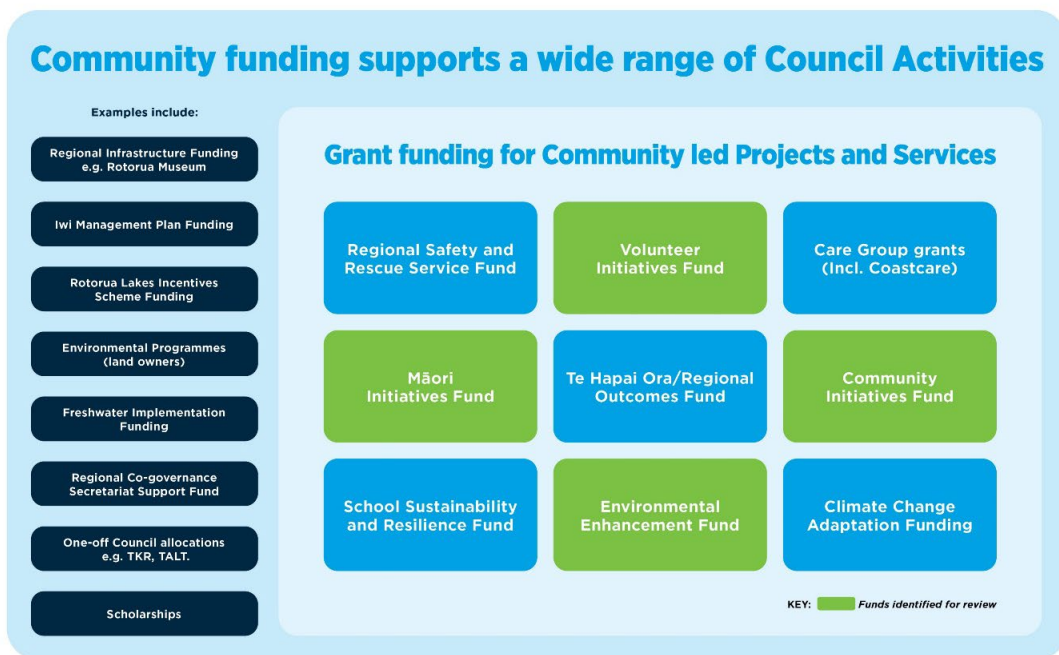 Community funding supports a wide range of Council Activities
Examples include:
Regional Infrastructure Funding
e.g. Rotorua Museum
Iwi Management Plan Funding
Rotorua Lakes Incentives
Scheme Funding
Environmental Programmes
(land owners)
Freshwater Implementation
Funding
Regional Co-governance
Secretariat Support Fund
One-off Council allocations
e.g. TKR, TALT.
Scholarships
Grant funding for Community led Projects and Services
Regional Safety and
Rescue Service Fund
Volunteer
Initiatives Fund
Care Group grants
(Incl. Coastcare)
Māori
Initiatives Fund
Te Hapai Ora/Regional
Outcomes Fund
Community
Initiatives Fund
School Sustainability
and Resilience Fund
Environmental
Enhancement Fund
Climate Change
Adaptation Funding
KEY: Funds identified for review